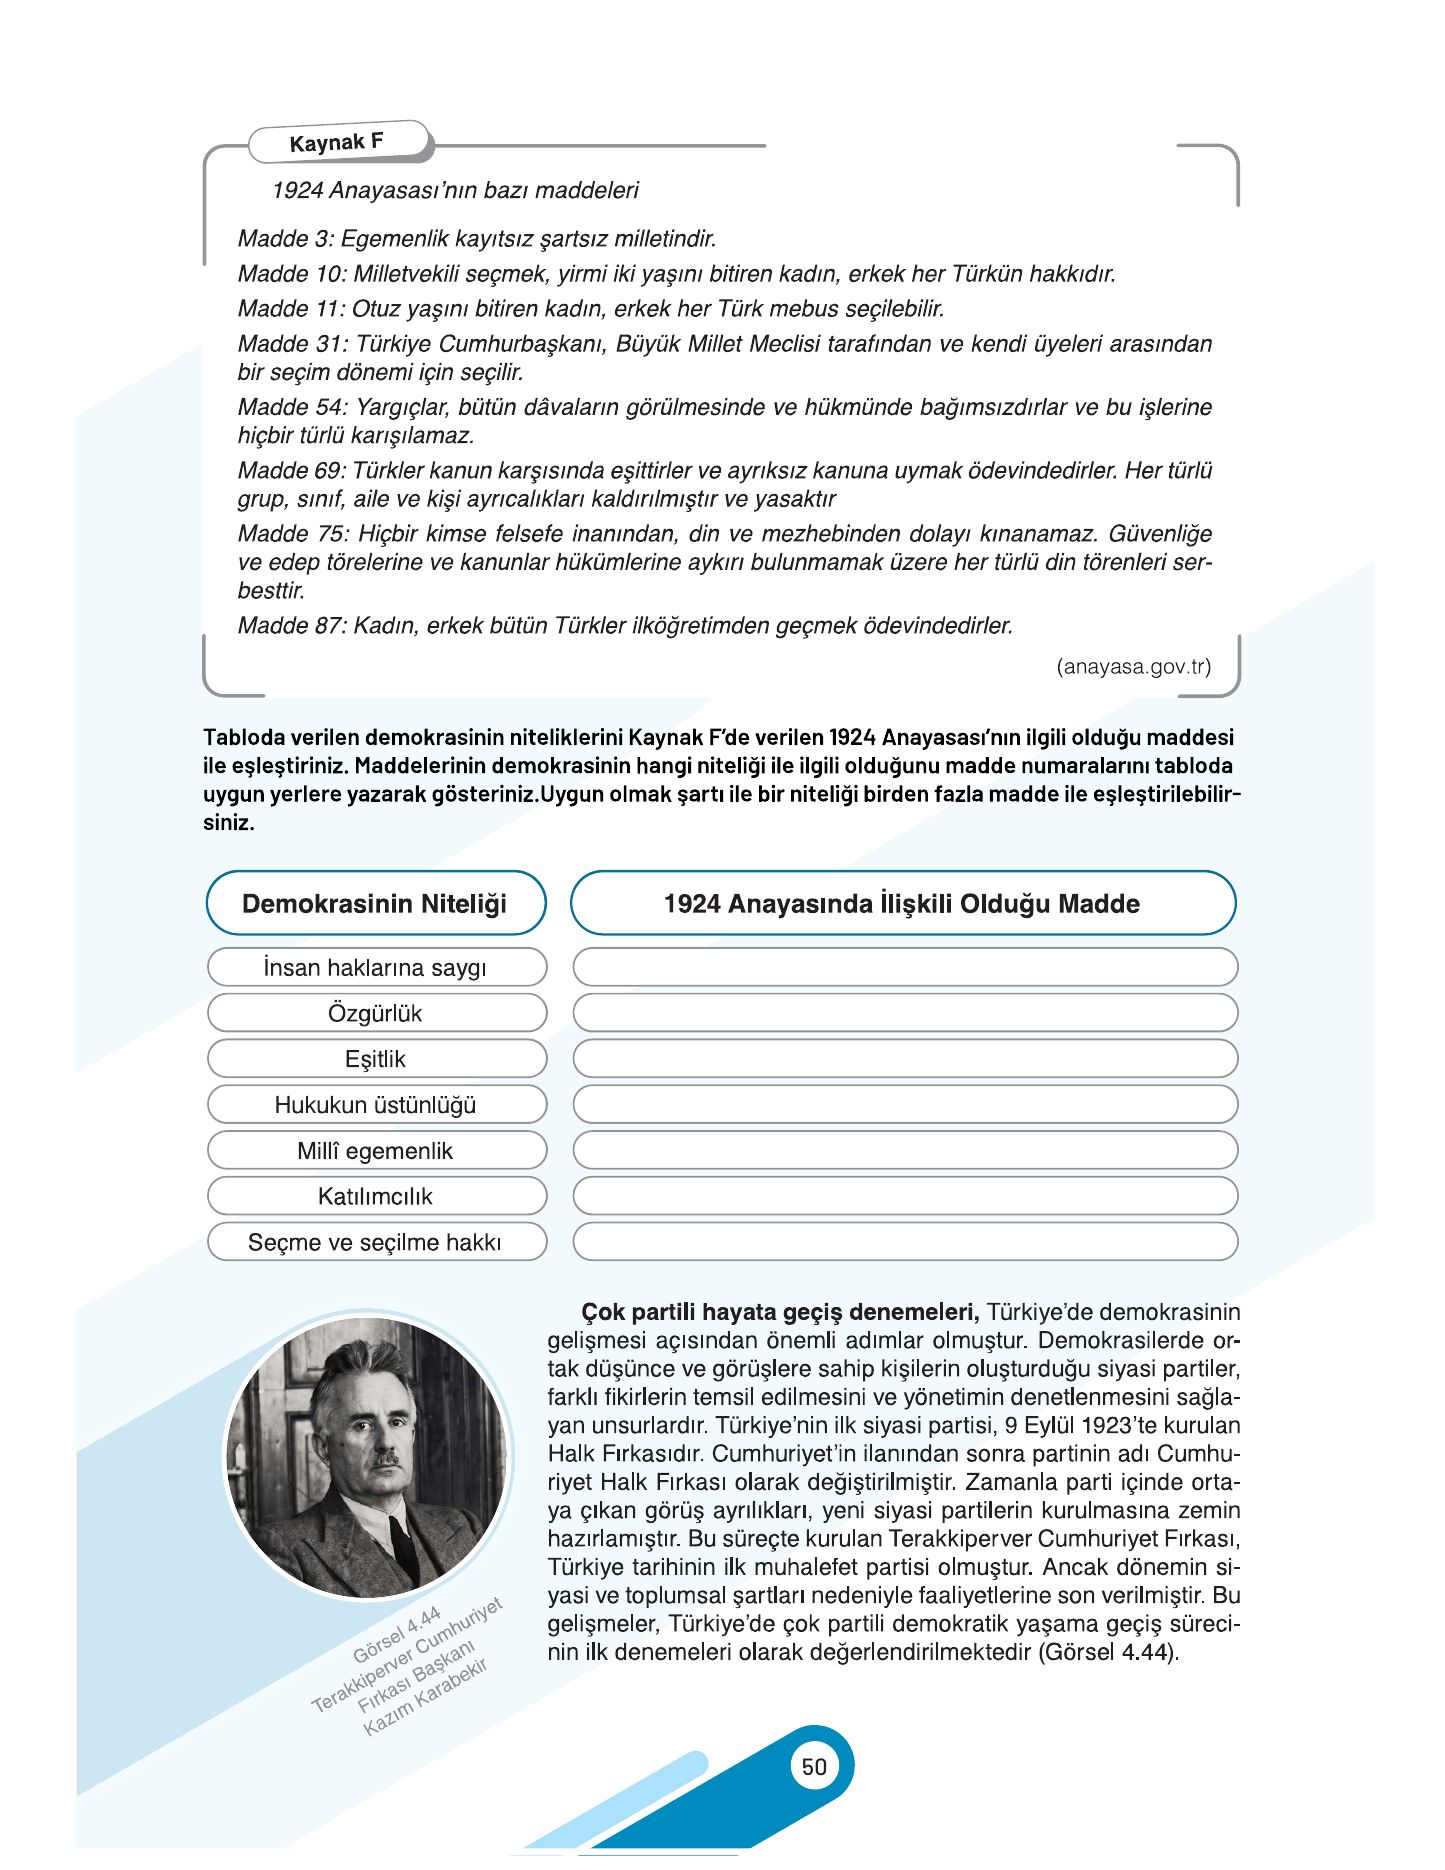 Kaynak F
1924 Anayasası’nın bazı maddeleri
Madde 3: Egemenlik kayıtsız şartsız milletindir.
Madde 10: Milletvekili seçmek, yirmi iki yaşını bitiren kadın, erkek her Türkün hakkıdır.
Madde 11: Otuz yaşını bitiren kadın, erkek her Türk mebus seçilebilir.
Madde 31: Türkiye Cumhurbaşkanı, Büyük Millet Meclisi tarafından ve kendi üyeleri arasından
bir seçim dönemi için seçilir.
Madde 54: Yargıçlar, bütün dâvaların görülmesinde ve hükmünde bağımsızdırlar ve bu işlerine
hiçbir türlü karışılamaz.
Madde 69: Türkler kanun karşısında eşittirler ve ayrıksız kanuna uymak ödevindedirler. Her türlü
grup, sınıf, aile ve kişi ayrıcalıkları kaldırılmıştır ve yasaktır
Madde 75: Hiçbir kimse felsefe inanından, din ve mezhebinden dolayı kınanamaz. Güvenliğe
ve edep törelerine ve kanunlar hükümlerine aykırı bulunmamak üzere her türlü din törenleri ser-
besttir.
Madde 87: Kadın, erkek bütün Türkler ilköğretimden geçmek ödevindedirler.
(anayasa.gov.tr)
Tabloda verilen demokrasinin niteliklerini Kaynak F’de verilen 1924 Anayasası’nın ilgili olduğu maddesi
ile eşleştiriniz. Maddelerinin demokrasinin hangi niteliği ile ilgili olduğunu madde numaralarını tabloda
uygun yerlere yazarak gösteriniz.Uygun olmak şartı ile bir niteliği birden fazla madde ile eşleştirilebilir-
siniz.
Demokrasinin Niteliği
1924 Anayasında İlişkili Olduğu Madde
İnsan haklarına saygı
Özgürlük
Eşitlik
Hukukun üstünlüğü
Millî egemenlik
Katılımcılık
Seçme ve seçilme hakkı
Çok partili hayata geçiş denemeleri, Türkiye’de demokrasinin
gelişmesi açısından önemli adımlar olmuştur. Demokrasilerde or-
tak düşünce ve görüşlere sahip kişilerin oluşturduğu siyasi partiler,
farklı fikirlerin temsil edilmesini ve yönetimin denetlenmesini sağla-
yan unsurlardır. Türkiye’nin ilk siyasi partisi, 9 Eylül 1923’te kurulan
Halk Fırkasıdır. Cumhuriyet’in ilanından sonra partinin adı Cumhu-
riyet Halk Fırkası olarak değiştirilmiştir. Zamanla parti içinde orta-
ya çıkan görüş ayrılıkları, yeni siyasi partilerin kurulmasına zemin
hazırlamıştır. Bu süreçte kurulan Terakkiperver Cumhuriyet Fırkası,
Türkiye tarihinin ilk muhalefet partisi olmuştur. Ancak dönemin si-
yasi ve toplumsal şartları nedeniyle faaliyetlerine son verilmiştir. Bu
gelişmeler, Türkiye’de çok partili demokratik yaşama geçiş süreci-
nin ilk denemeleri olarak değerlendirilmektedir (Görsel 4.44).
Görsel 4.44
Terakkiperver Cumhuriyet
Fırkası Başkanı
Kazım Karabekir
50